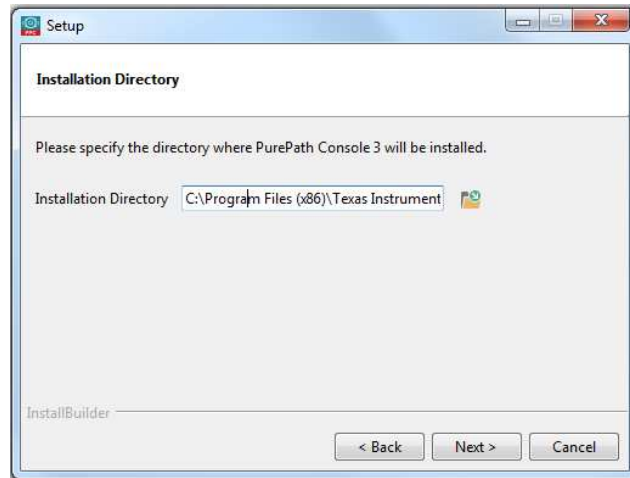 Setup
Installation Directory
Please specify the directory where PurePath Console 3 will be installed.
Installation Directory C:\Program Files (x86)\Texas Instrument
InstallBuilder
< Back Next > Cancel